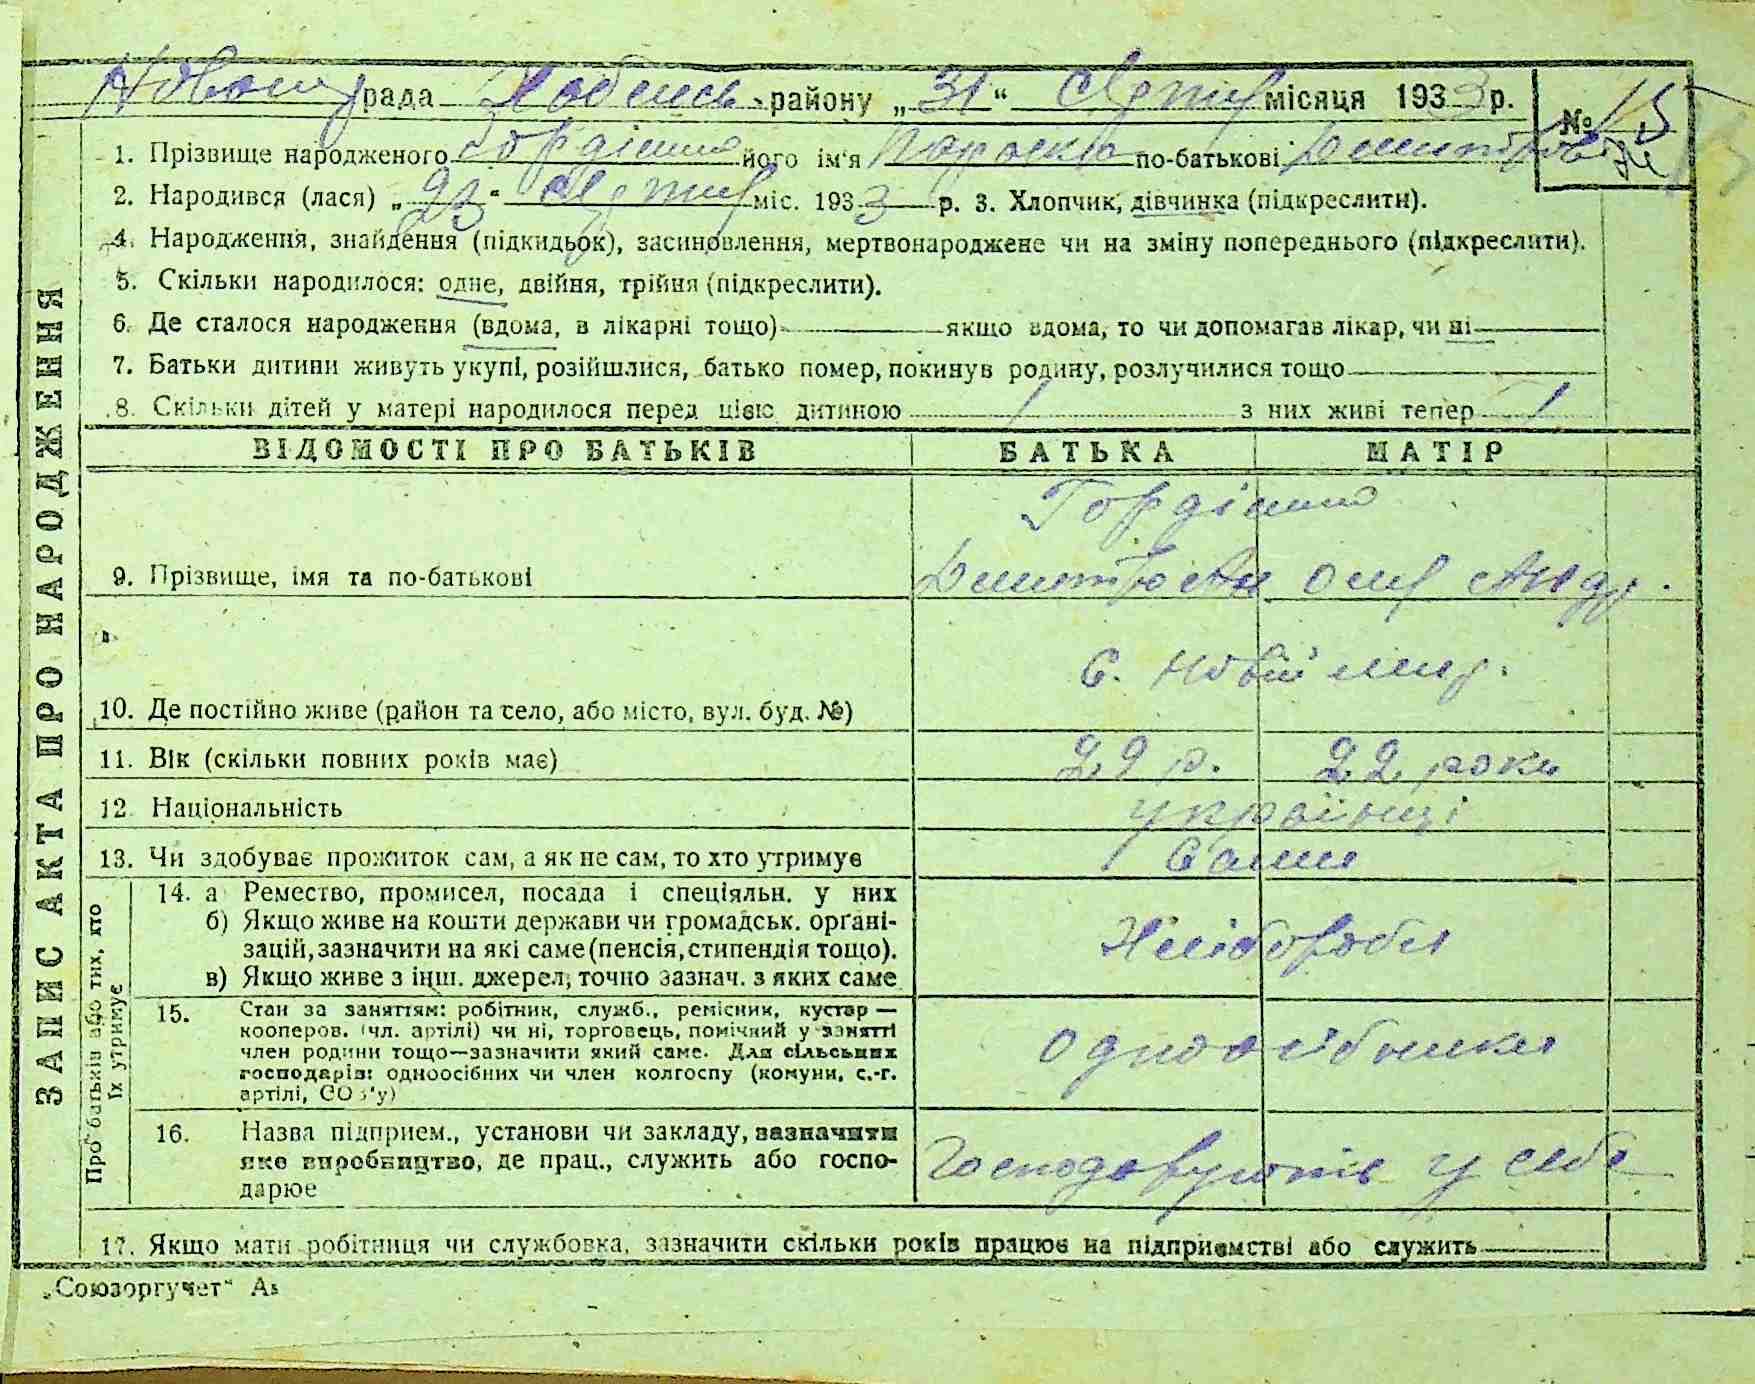 рада району „31“ серпня місяця 1933 р. № 15
1. Прізвище народженого його ім'я Параска по-батькові
2. Народився (лася) „23“ серпня міс. 1933 р. 3. Хлопчик, дівчинка (підкреслити).
4. Народження, знайдення (підкидьок), засиновлення, мертвонароджене чи на зміну попереднього (підкреслити).
5. Скільки народилося: одне, двійня, трійня (підкреслити).
6. Де сталося народження (вдома, в лікарні тощо) якщо вдома, то чи допомагав лікар, чи ні
7. Батьки дитини живуть укупі, розійшлися, батько помер, покинув родину, розлучилися тощо
8. Скільки дітей у матері народилося перед цією дитиною 1 з них живі тепер 1
ЗАПИС АКТА ПРО НАРОДЖЕННЯ
ВІДОМОСТІ ПРО БАТЬКІВ БАТЬКА МАТІР
9. Прізвище, імя та по-батькові
10. Де постійно живе (район та село, або місто, вул. буд. №)
11. Вік (скільки повних років має) 29 р. 22 роки
12. Національність українці
13. Чи здобуває прожиток сам, а як не сам, то хто утримує Сами
Про батьків або тих, хто їх утримує
14. а Ремество, промисел, посада і спеціяльн. у них
б) Якщо живе на кошти держави чи громадськ. орґані-
зацій, зазначити на які саме (пенсія, стипендія тощо).
в) Якщо живе з інш. джерел, точно зазнач. з яких саме
Хлібороби
15. Стан за заняттям: робітник, служб., ремісник, кустар —
кооперов. (чл. артілі) чи ні, торговець, помічний у занятті
член родини тощо—зазначити який саме. Для сільських
господарів: одноосібних чи член колгоспу (комуни, с.-г.
артілі, СОЗ'у)
одноосібники
16. Назва підприєм., установи чи закладу, зазначити
яке виробництво, де прац., служить або госпо-
дарює
Господарують у себе
17. Якщо мати робітниця чи службовка, зазначити скільки років працює на підприємстві або служить
„Союзоргучет“